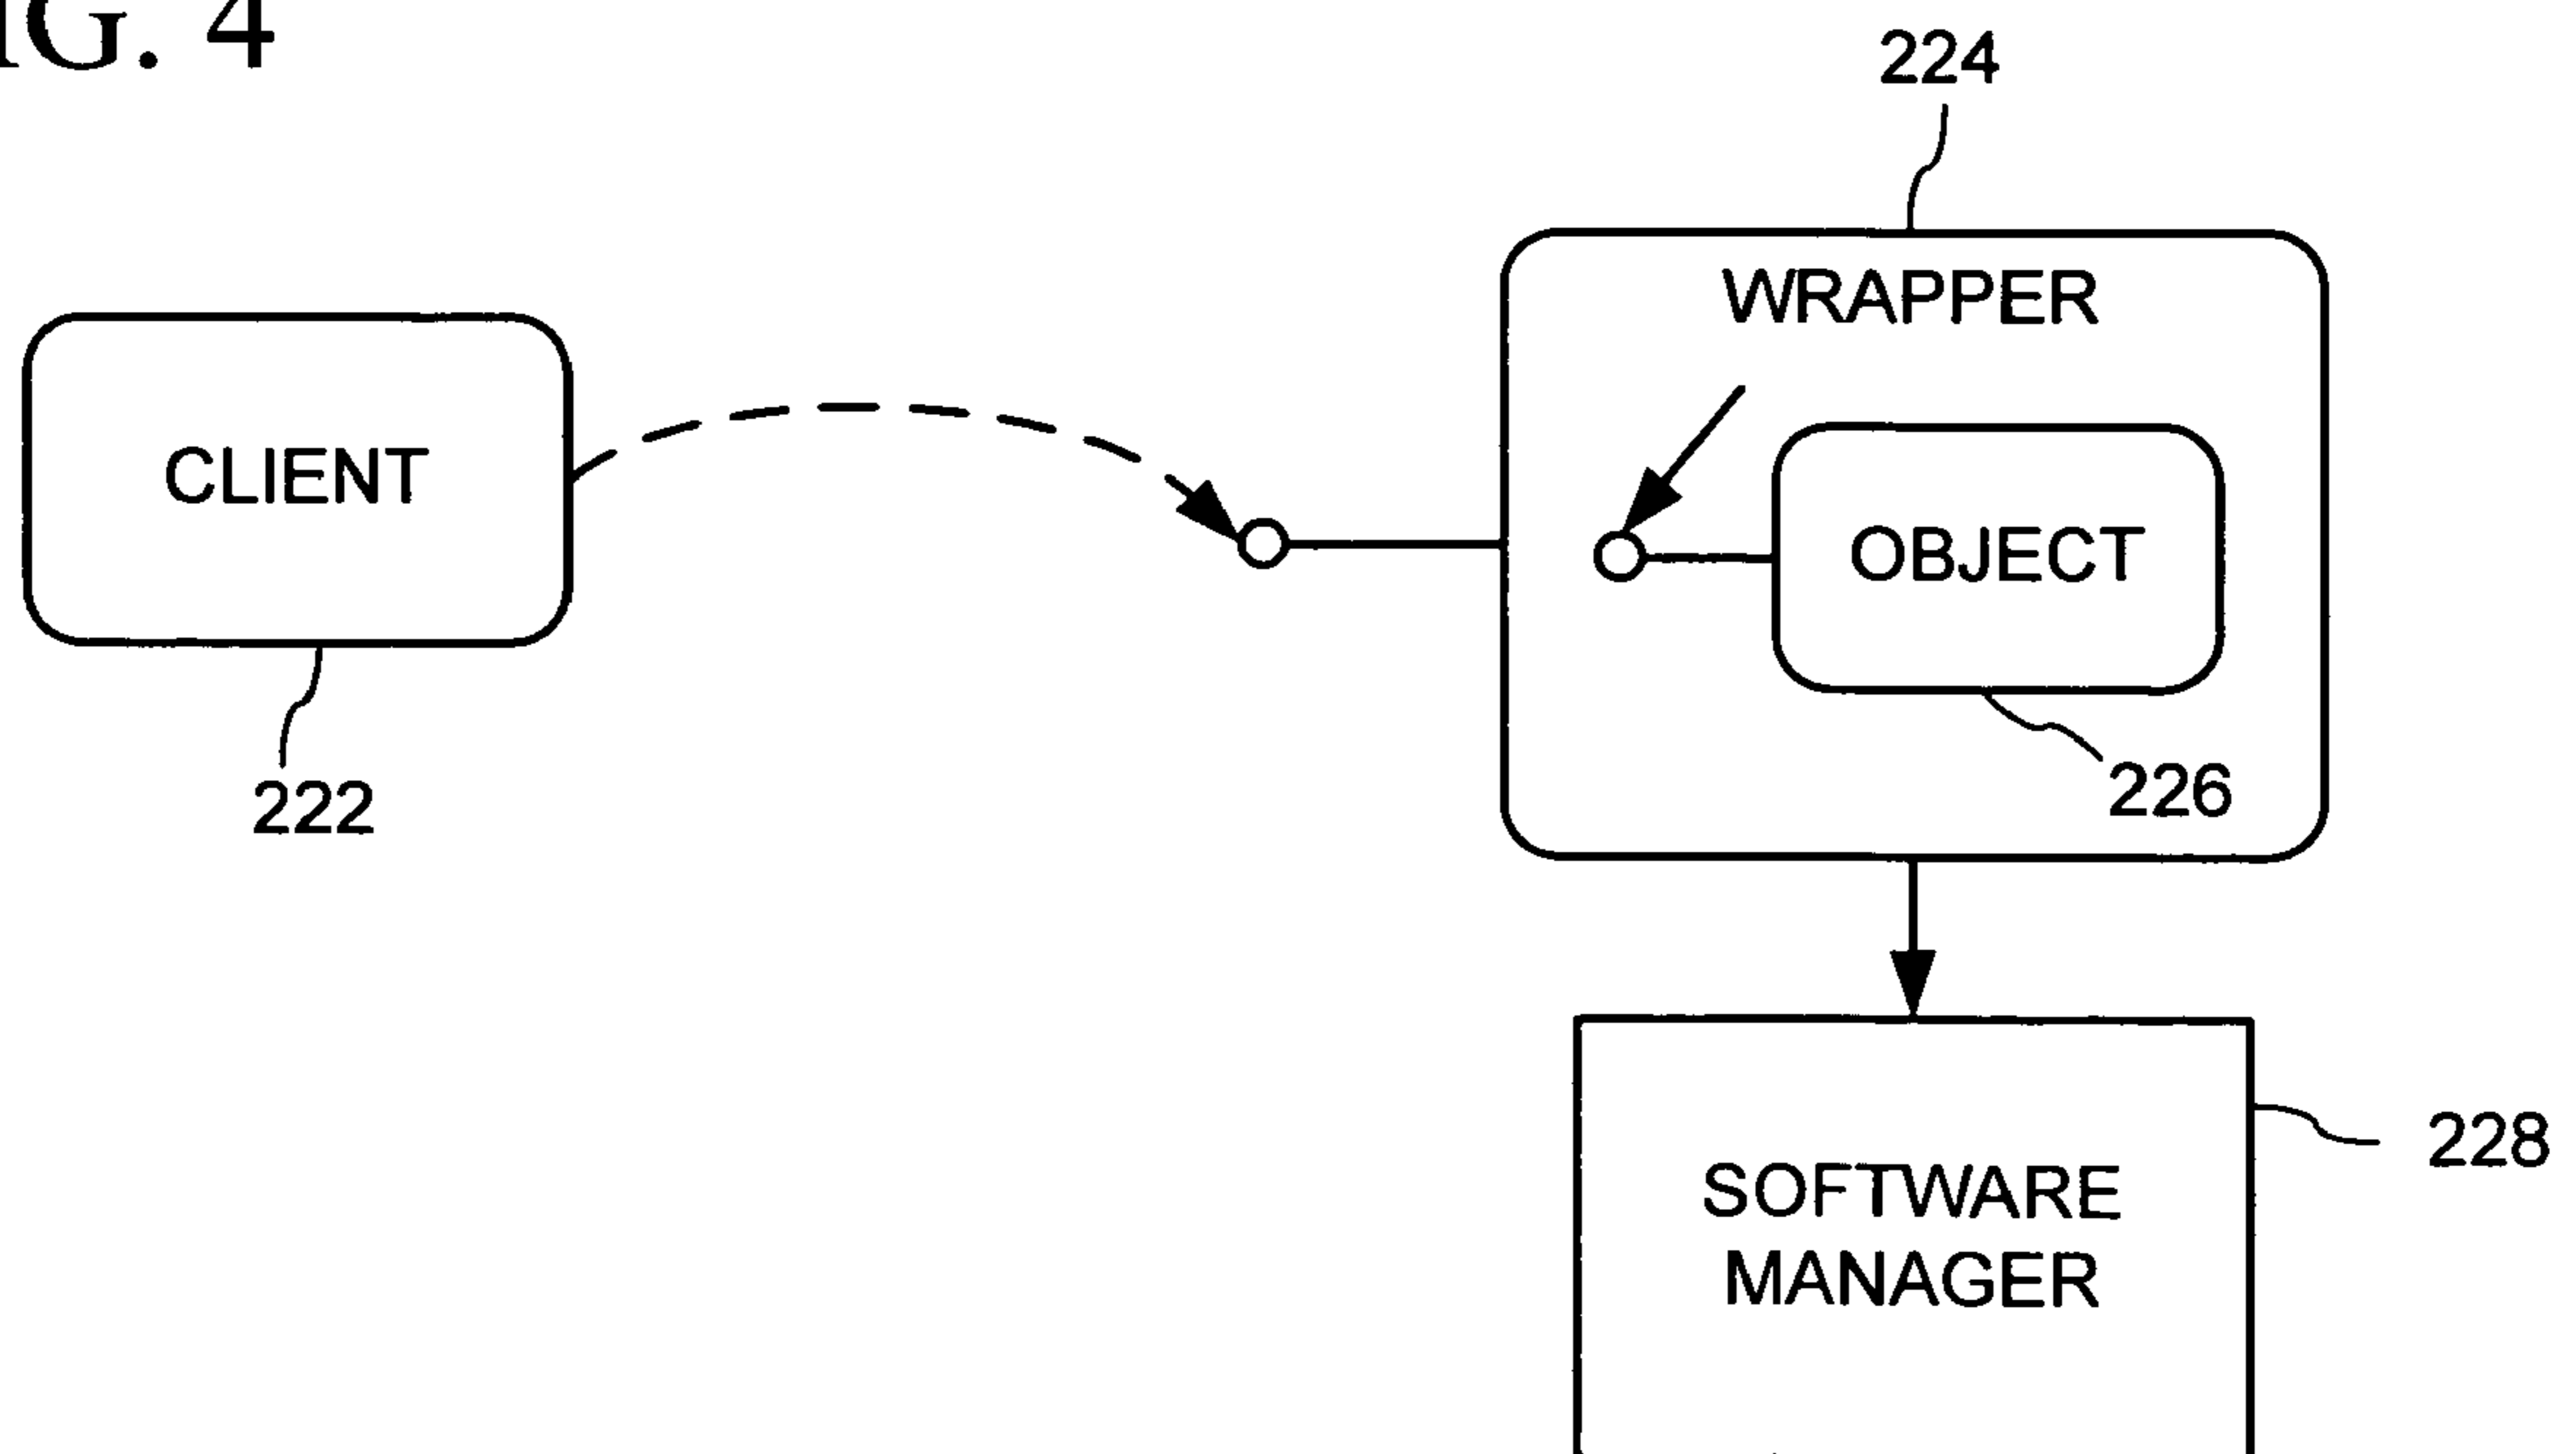 IG. 4
224
WRAPPER
CLIENT
OBJECT
222
226
228
SOFTWARE
MANAGER